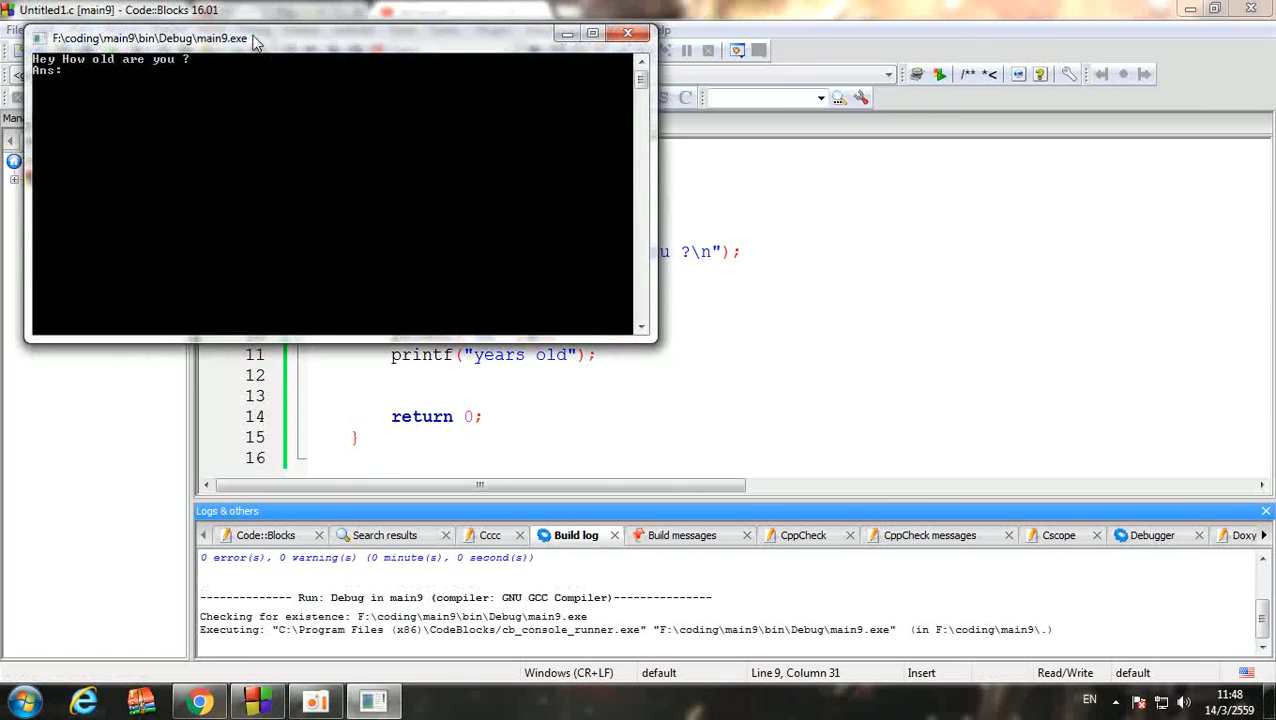 Untitled1.c [main9] - Code::Blocks 16.01
F:\coding\main9\bin\Debug\main9.exe
Hey How old are you ?
Ans:
/** *<
C
u ?\n");
11 printf("years old");
12
13
14 return 0;
15 }
16
Logs & others
Code::Blocks
Search results
Cccc
Build log
Build messages
CppCheck
CppCheck messages
Cscope
Debugger
Doxy
0 error(s), 0 warning(s) (0 minute(s), 0 second(s))
-------------- Run: Debug in main9 (compiler: GNU GCC Compiler)---------------
Checking for existence: F:\coding\main9\bin\Debug\main9.exe
Executing: "C:\Program Files (x86)\CodeBlocks/cb_console_runner.exe" "F:\coding\main9\bin\Debug\main9.exe" (in F:\coding\main9\.)
Windows (CR+LF)
default
Line 9, Column 31
Insert
Read/Write
default
EN
11:48
14/3/2559